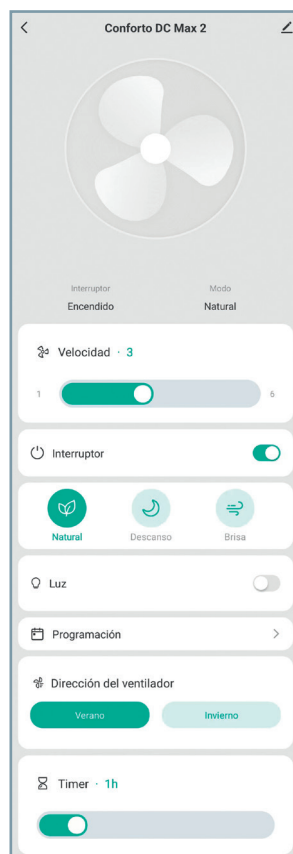 Conforto DC Max 2
Interruptor Modo
Encendido Natural
Velocidad · 3
1 6
Interruptor
Natural Descanso Brisa
Luz
Programación
Dirección del ventilador
Verano Invierno
Timer · 1h